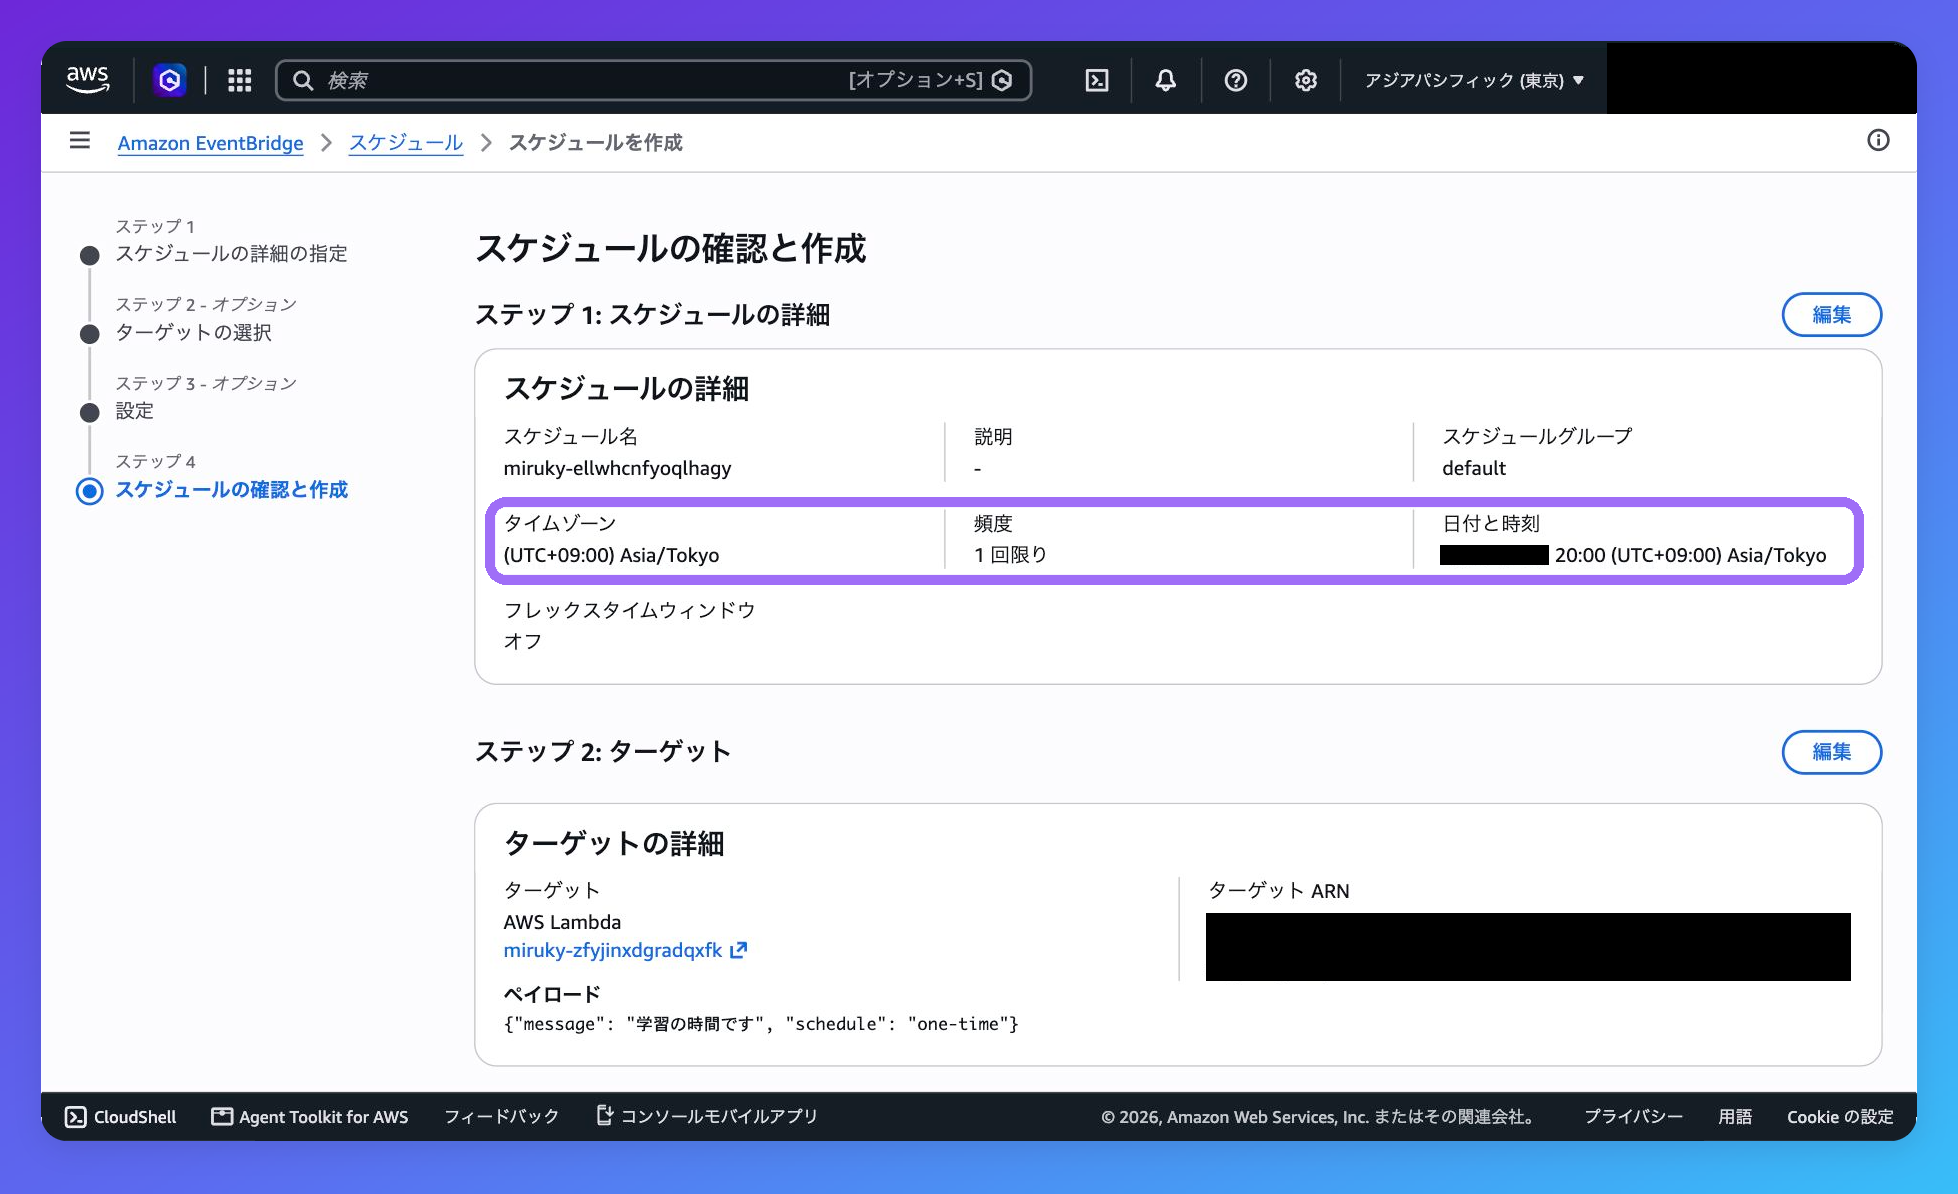 aws
検索 [オプション+S]
アジアパシフィック (東京) ▼
Amazon EventBridge > スケジュール > スケジュールを作成
ステップ 1
スケジュールの詳細の指定
ステップ 2 - オプション
ターゲットの選択
ステップ 3 - オプション
設定
ステップ 4
スケジュールの確認と作成
スケジュールの確認と作成
ステップ 1: スケジュールの詳細
編集
スケジュールの詳細
スケジュール名
miruky-ellwhcnfyoqlhagy
説明
-
スケジュールグループ
default
タイムゾーン
(UTC+09:00) Asia/Tokyo
頻度
1 回限り
日付と時刻
20:00 (UTC+09:00) Asia/Tokyo
フレックスタイムウィンドウ
オフ
ステップ 2: ターゲット
編集
ターゲットの詳細
ターゲット
AWS Lambda
miruky-zfyjinxdgradqxfk
ターゲット ARN
ペイロード
{"message": "学習の時間です", "schedule": "one-time"}
CloudShell Agent Toolkit for AWS フィードバック コンソールモバイルアプリ © 2026, Amazon Web Services, Inc. またはその関連会社。 プライバシー 用語 Cookie の設定